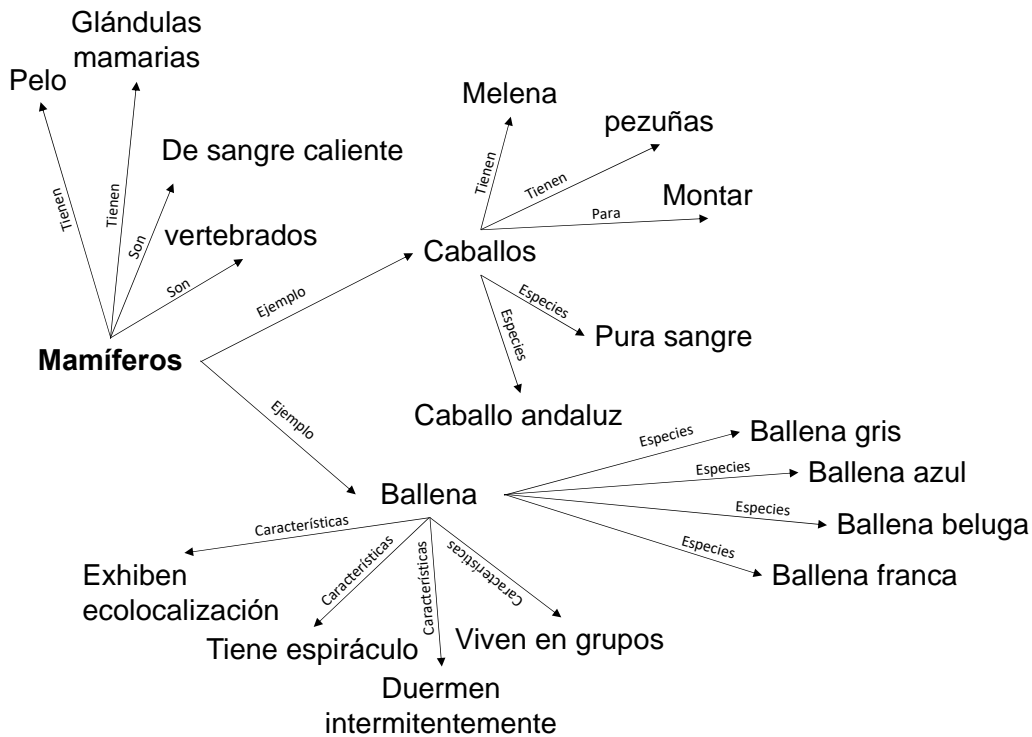 Glándulas
mamarias
Pelo
Melena
pezuñas
De sangre caliente
Tienen
Tienen
Tienen
Tienen
Montar
Para
Son
vertebrados
Son
Caballos
Ejemplo
Especies
Especies
Pura sangre
Mamíferos
Ejemplo
Caballo andaluz
Especies
Ballena gris
Especies
Ballena azul
Ballena
Especies
Ballena beluga
Características
Características
Características
Características
Especies
Ballena franca
Exhiben
ecolocalización
Tiene espiráculo
Viven en grupos
Duermen
intermitentemente